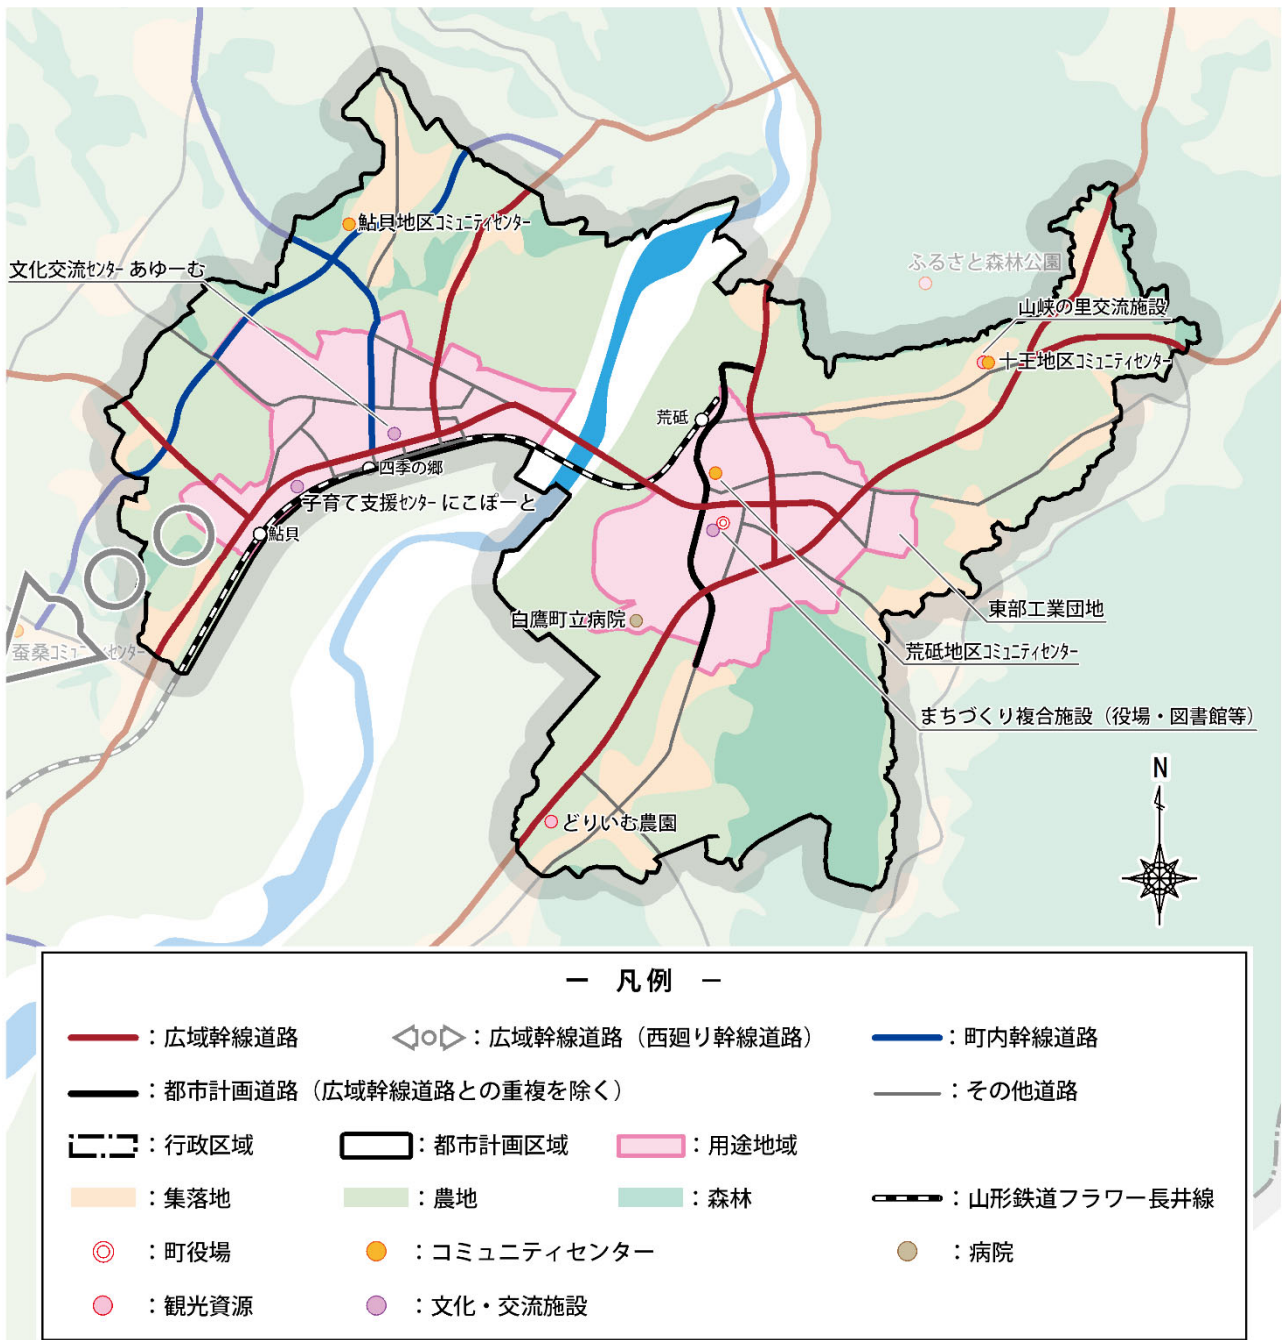 鮎貝地区コミュニティセンター
文化交流センター あゆーむ
ふるさと森林公園
山峡の里交流施設
十王地区コミュニティセンター
荒砥
四季の郷
子育て支援センター にこぽーと
鮎貝
東部工業団地
白鷹町立病院
荒砥地区コミュニティセンター
蚕桑コミュニティセンター
まちづくり複合施設（役場・図書館等）
N
どりいむ農園
― 凡例 ―
：広域幹線道路
：広域幹線道路（西廻り幹線道路）
：町内幹線道路
：都市計画道路（広域幹線道路との重複を除く）
：その他道路
：行政区域
：都市計画区域
：用途地域
：集落地
：農地
：森林
：山形鉄道フラワー長井線
：町役場
：コミュニティセンター
：病院
：観光資源
：文化・交流施設